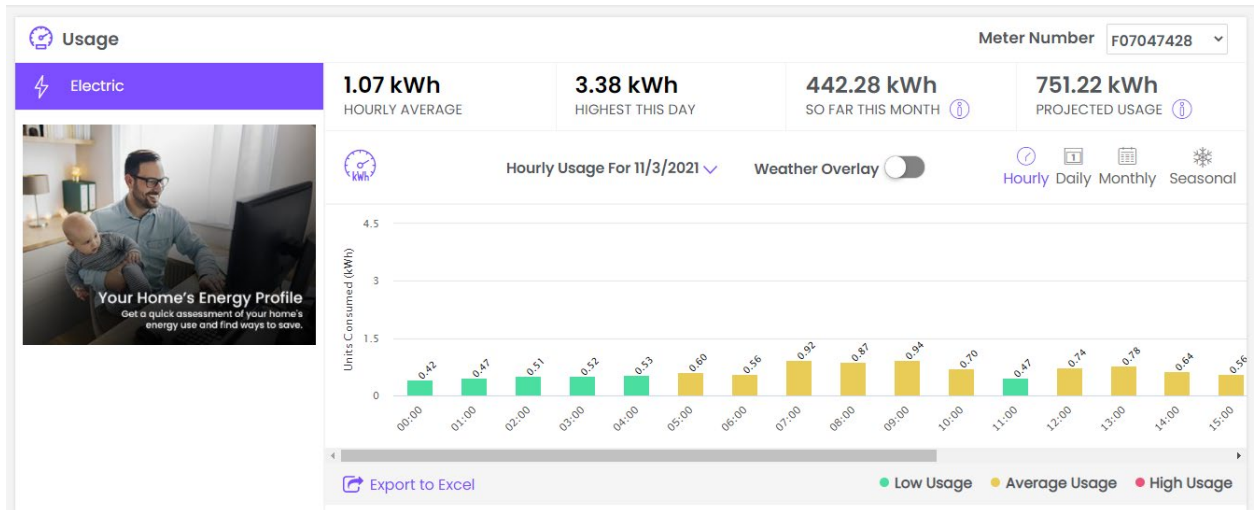 Usage
Meter Number F07047428
Electric
1.07 kWh
HOURLY AVERAGE
3.38 kWh
HIGHEST THIS DAY
442.28 kWh
SO FAR THIS MONTH
751.22 kWh
PROJECTED USAGE
kWh
Hourly Usage For 11/3/2021
Weather Overlay
Hourly
1
Daily
Monthly
Seasonal
Your Home's Energy Profile
Get a quick assessment of your home's
energy use and find ways to save.
Units Consumed (kWh)
4.5
3
1.5
0
0.42 0.47 0.51 0.52 0.53 0.60 0.56 0.92 0.87 0.94 0.70 0.47 0.74 0.78 0.64 0.56
00:00 01:00 02:00 03:00 04:00 05:00 06:00 07:00 08:00 09:00 10:00 11:00 12:00 13:00 14:00 15:00
Export to Excel
Low Usage Average Usage High Usage